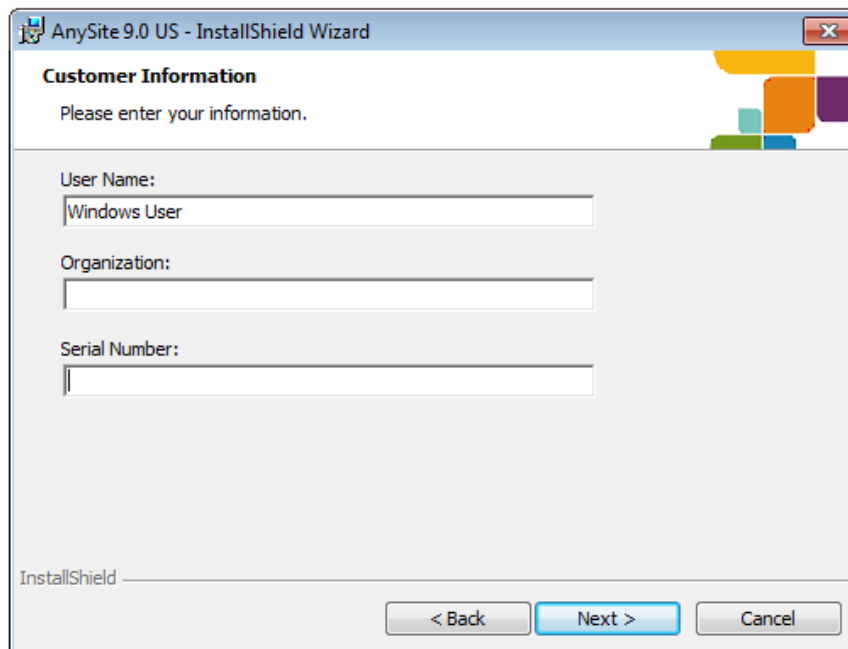 AnySite 9.0 US - InstallShield Wizard
Customer Information
Please enter your information.
User Name:
Windows User
Organization:
Serial Number:
InstallShield
< Back Next > Cancel